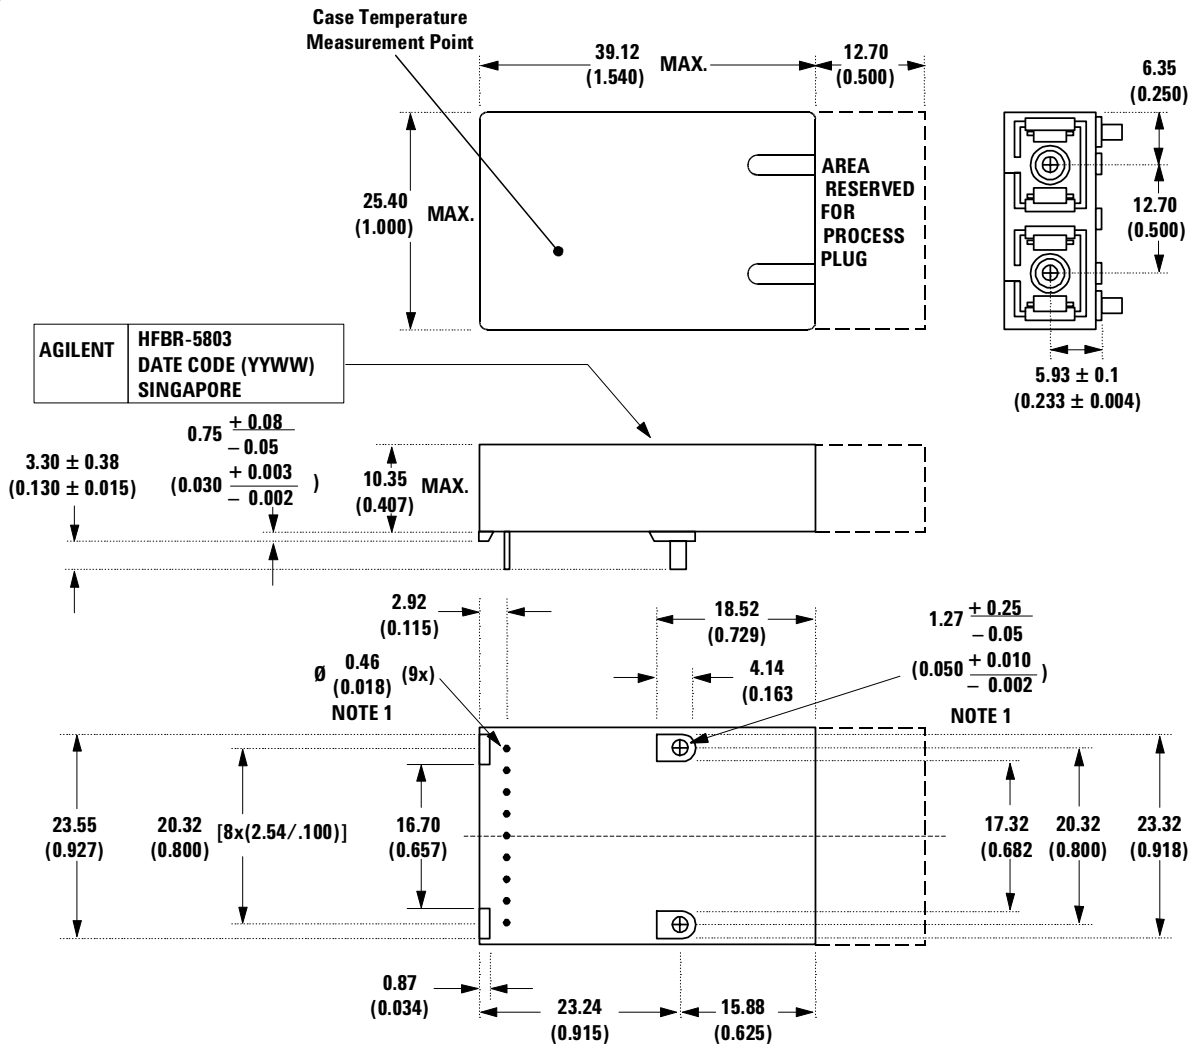 Case Temperature
Measurement Point
39.12
(1.540)
MAX.
12.70
(0.500)
6.35
(0.250)
25.40
(1.000)
MAX.
AREA
RESERVED
FOR
PROCESS
PLUG
12.70
(0.500)
5.93 ± 0.1
(0.233 ± 0.004)
AGILENT
HFBR-5803
DATE CODE (YYWW)
SINGAPORE
3.30 ± 0.38
(0.130 ± 0.015)
0.75 + 0.08
– 0.05
(0.030 + 0.003
– 0.002 )
10.35
(0.407)
MAX.
2.92
(0.115)
18.52
(0.729)
1.27 + 0.25
– 0.05
(0.050 + 0.010
– 0.002 )
NOTE 1
Ø 0.46
(0.018) (9x)
NOTE 1
4.14
(0.163
23.55
(0.927)
20.32
(0.800)
[8x(2.54/.100)]
16.70
(0.657)
17.32
(0.682
20.32
(0.800)
23.32
(0.918)
0.87
(0.034)
23.24
(0.915)
15.88
(0.625)